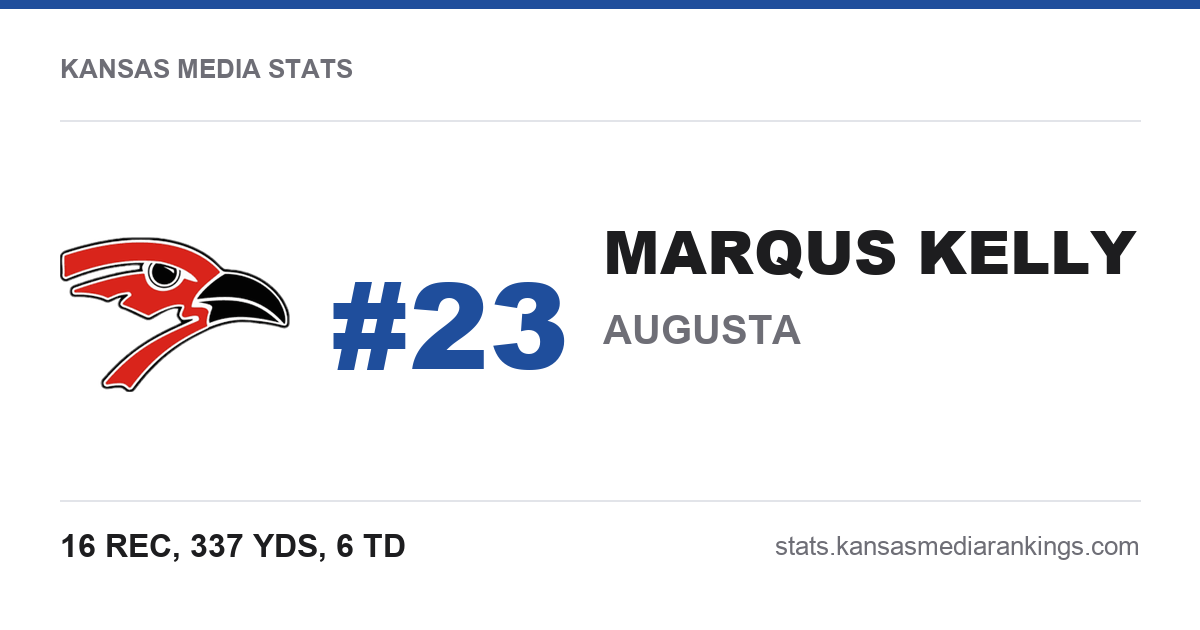 KANSAS MEDIA STATS
#23
MARQUS KELLY
AUGUSTA
16 REC, 337 YDS, 6 TD
stats.kansasmediarankings.com